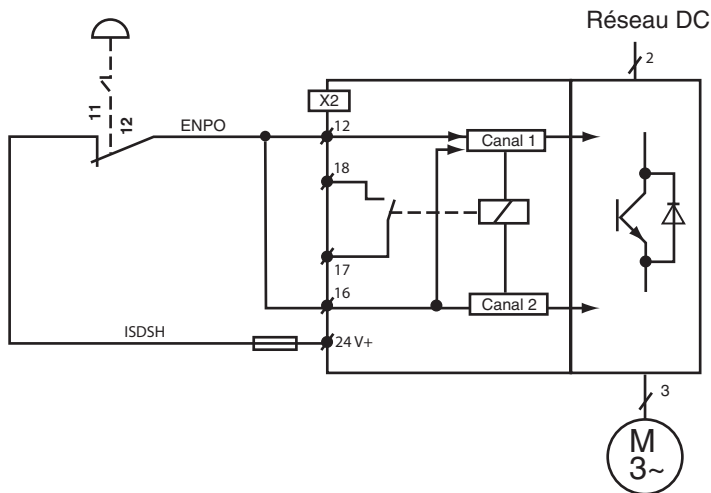 Réseau DC
2
X2
11
12
ENPO
12
Canal 1
18
17
16
Canal 2
ISDSH
24 V+
3
M
3~